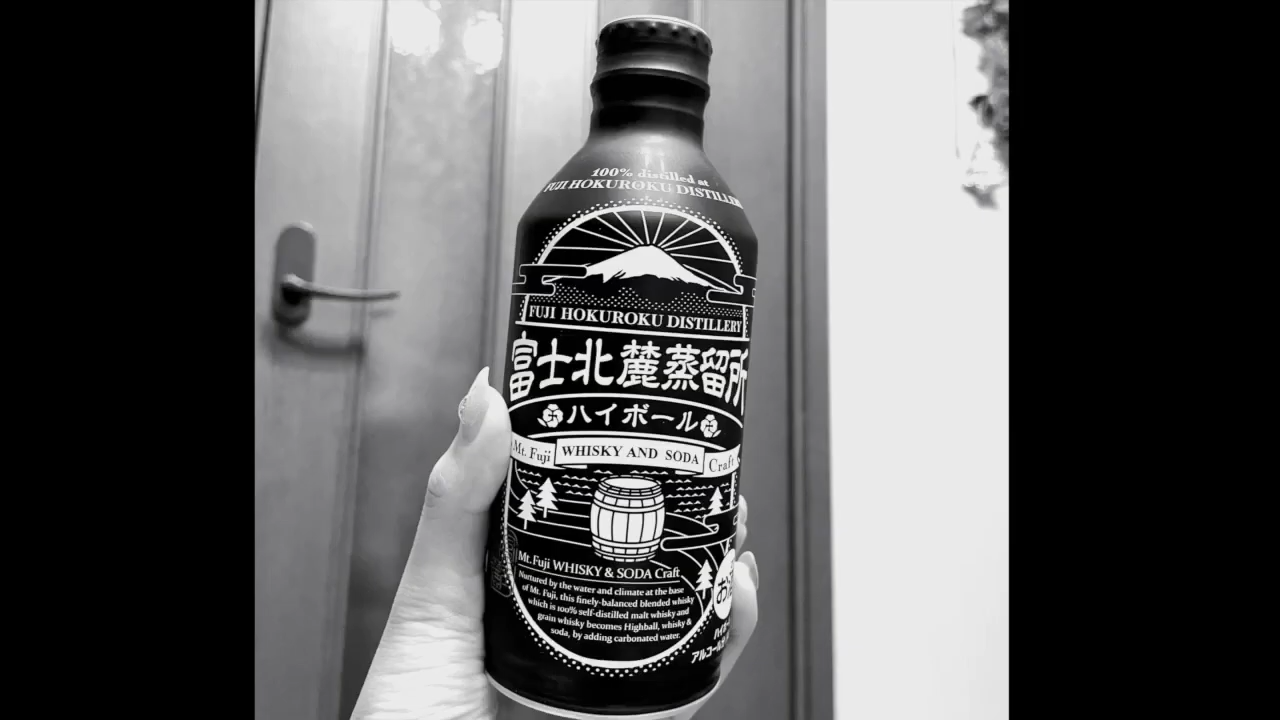 100% distilled at
FUJI HOKUROKU DISTILLERY
FUJI HOKUROKU DISTILLERY
富士北麓蒸留所
ハイボール
Mt. Fuji WHISKY AND SODA Craft
Mt. Fuji WHISKY & SODA Craft
Nurtured by the water and climate at the base
of Mt. Fuji, this finely-balanced blended whisky
which is 100% self-distilled malt whisky and
grain whisky becomes Highball, whisky &
soda, by adding carbonated water.